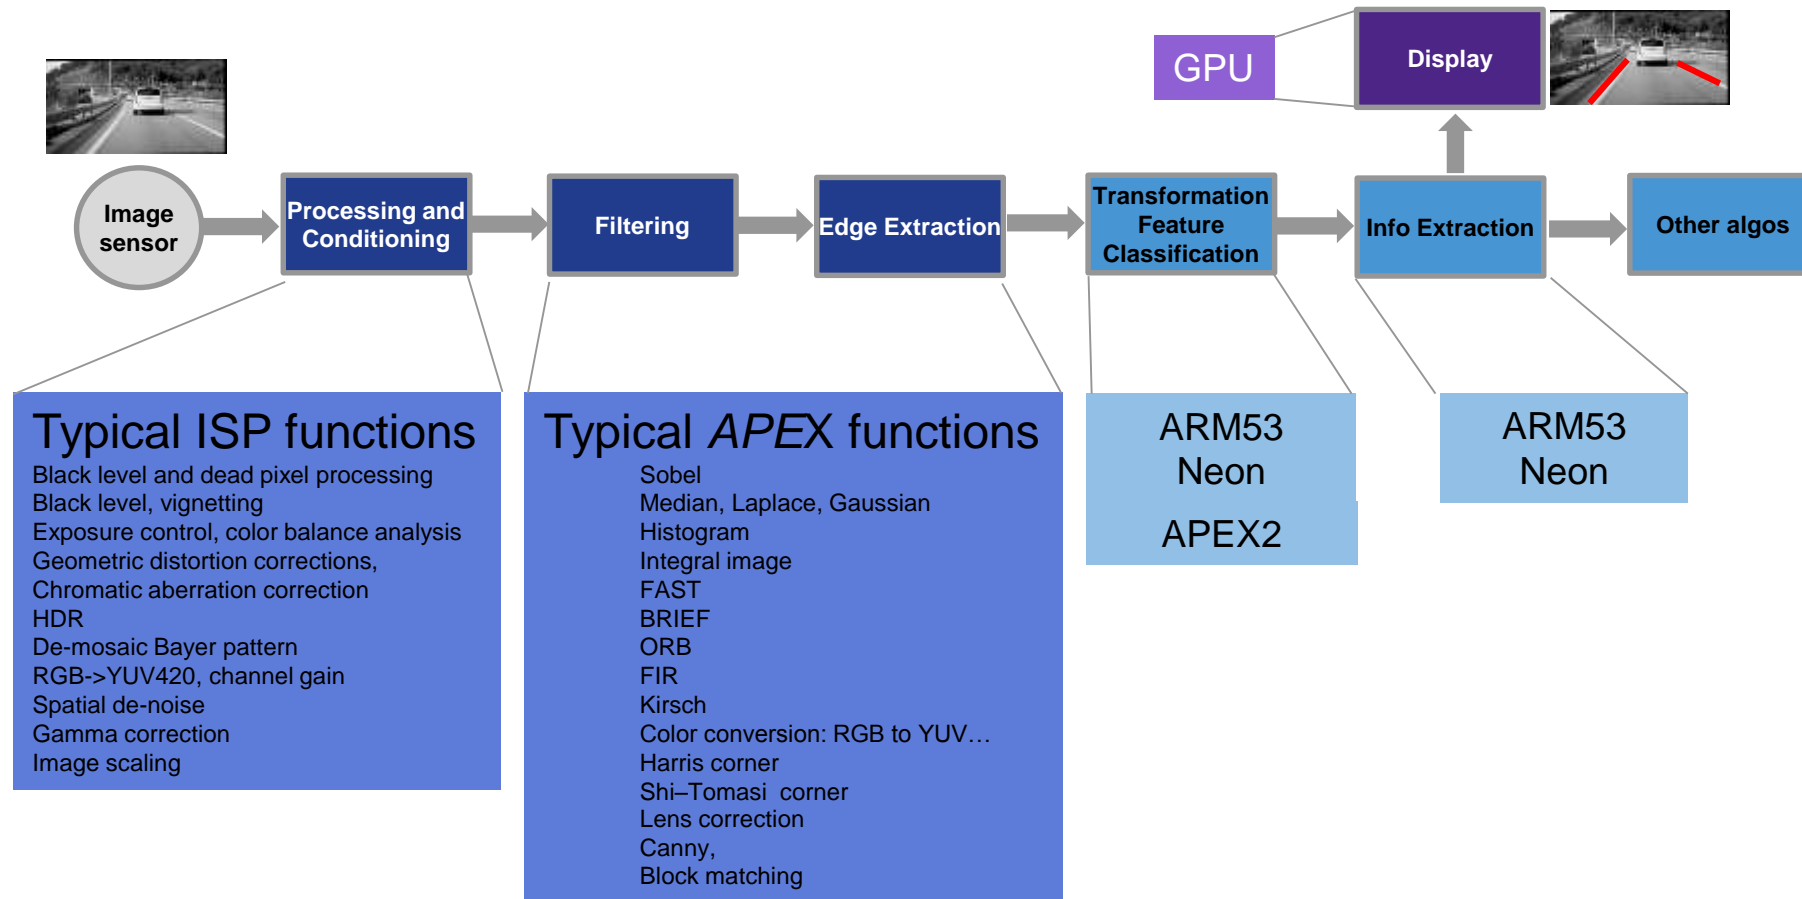 GPU
Display
Image
sensor
Processing and
Conditioning
Filtering
Edge Extraction
Transformation
Feature
Classification
Info Extraction
Other algos
Typical ISP functions
Black level and dead pixel processing
Black level, vignetting
Exposure control, color balance analysis
Geometric distortion corrections,
Chromatic aberration correction
HDR
De-mosaic Bayer pattern
RGB->YUV420, channel gain
Spatial de-noise
Gamma correction
Image scaling
Typical APEX functions
Sobel
Median, Laplace, Gaussian
Histogram
Integral image
FAST
BRIEF
ORB
FIR
Kirsch
Color conversion: RGB to YUV…
Harris corner
Shi–Tomasi corner
Lens correction
Canny,
Block matching
ARM53
Neon
APEX2
ARM53
Neon